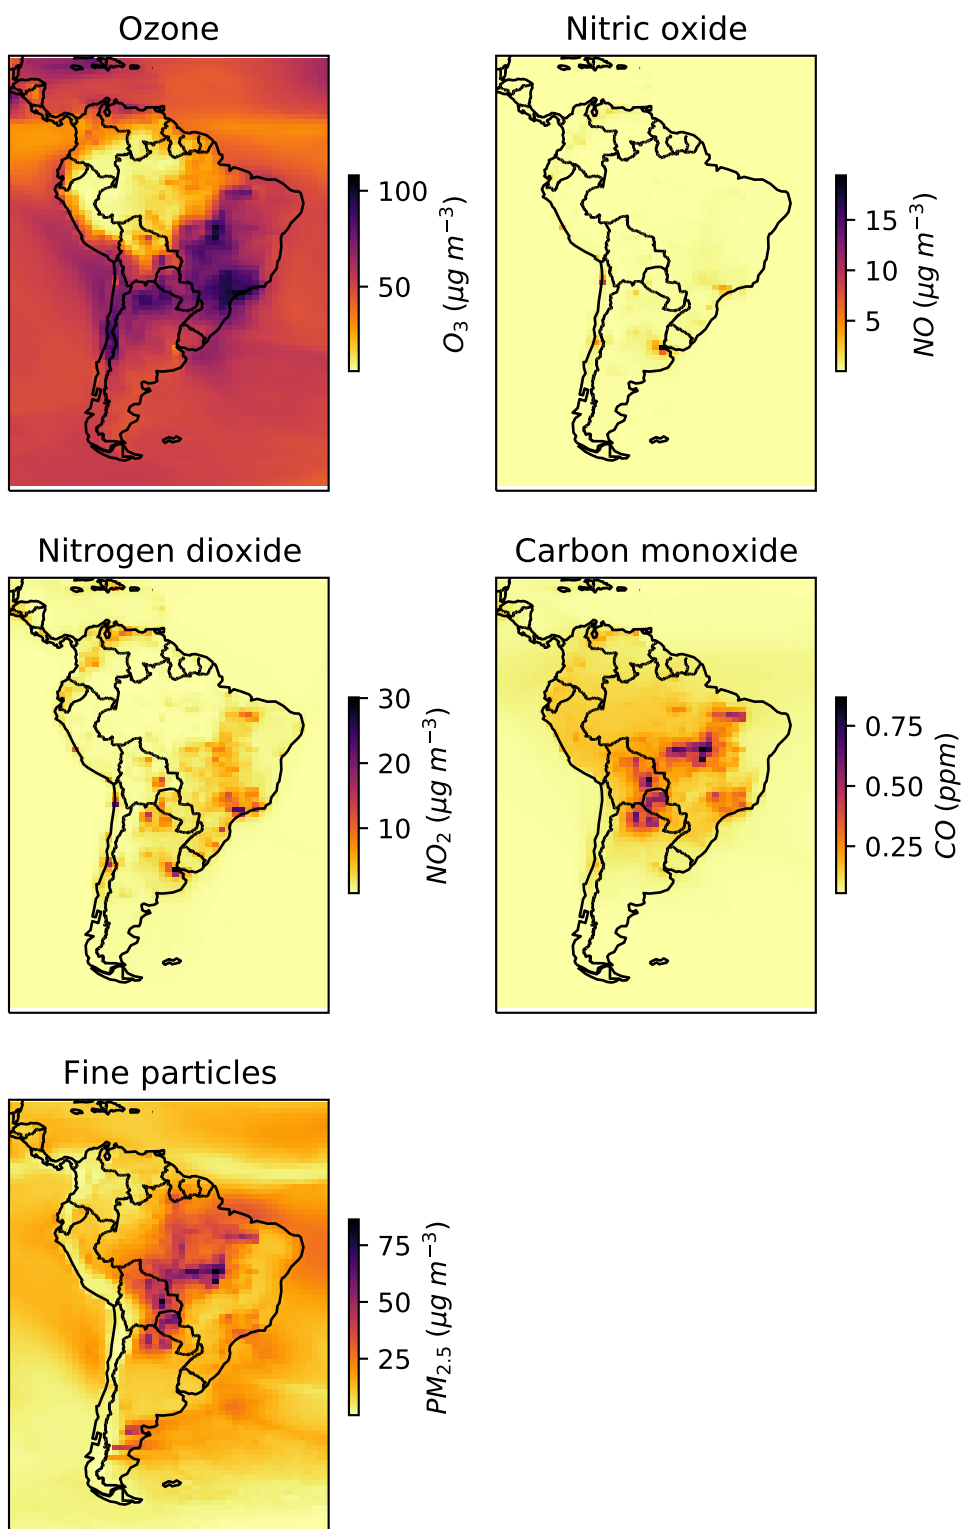 Ozone
Nitric oxide
100
50
O₃ (μg m⁻³)
15
10
5
NO (μg m⁻³)
Nitrogen dioxide
Carbon monoxide
30
20
10
NO₂ (μg m⁻³)
0.75
0.50
0.25
CO (ppm)
Fine particles
75
50
25
PM₂.₅ (μg m⁻³)